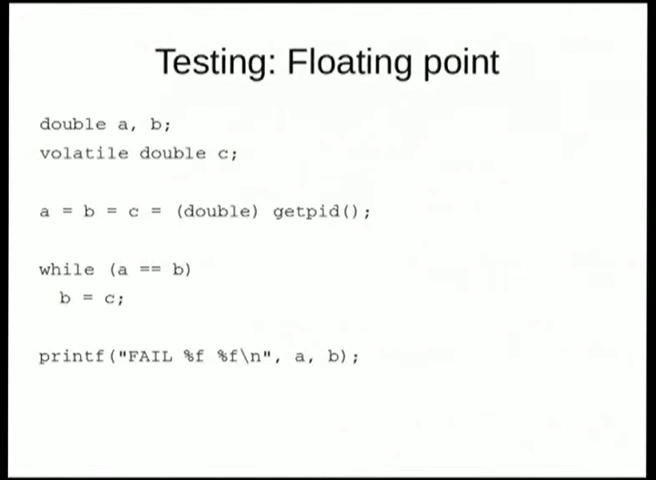 Testing: Floating point
double a, b;
volatile double c;
a = b = c = (double) getpid();
while (a == b)
b = c;
printf("FAIL %f %f\n", a, b);